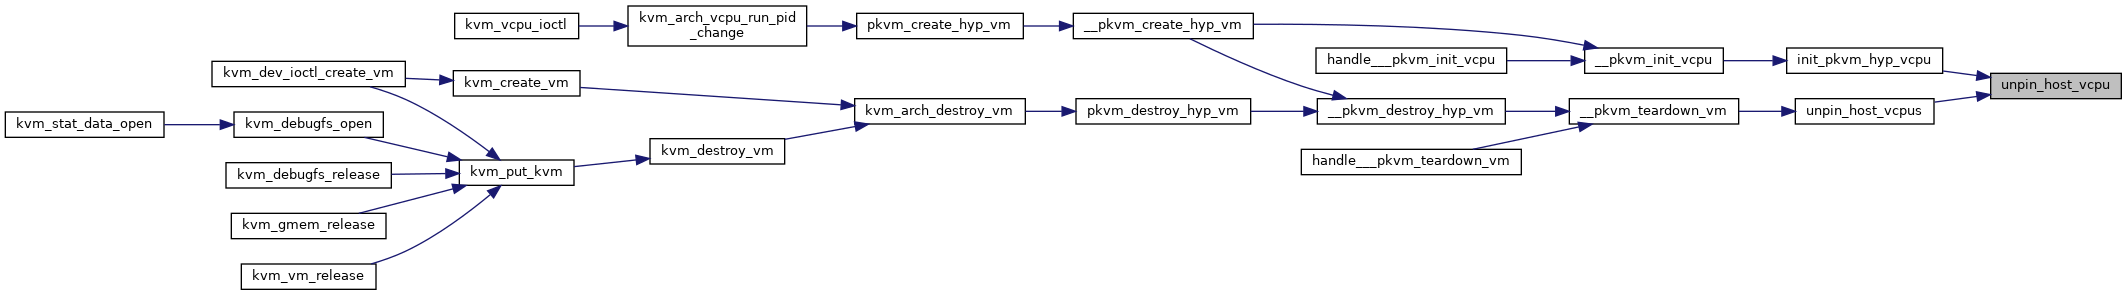 kvm_vcpu_ioctl
kvm_arch_vcpu_run_pid
_change
pkvm_create_hyp_vm
__pkvm_create_hyp_vm
handle___pkvm_init_vcpu
__pkvm_init_vcpu
init_pkvm_hyp_vcpu
unpin_host_vcpu
kvm_dev_ioctl_create_vm
kvm_create_vm
kvm_arch_destroy_vm
pkvm_destroy_hyp_vm
__pkvm_destroy_hyp_vm
__pkvm_teardown_vm
unpin_host_vcpus
kvm_stat_data_open
kvm_debugfs_open
kvm_destroy_vm
handle___pkvm_teardown_vm
kvm_debugfs_release
kvm_put_kvm
kvm_gmem_release
kvm_vm_release